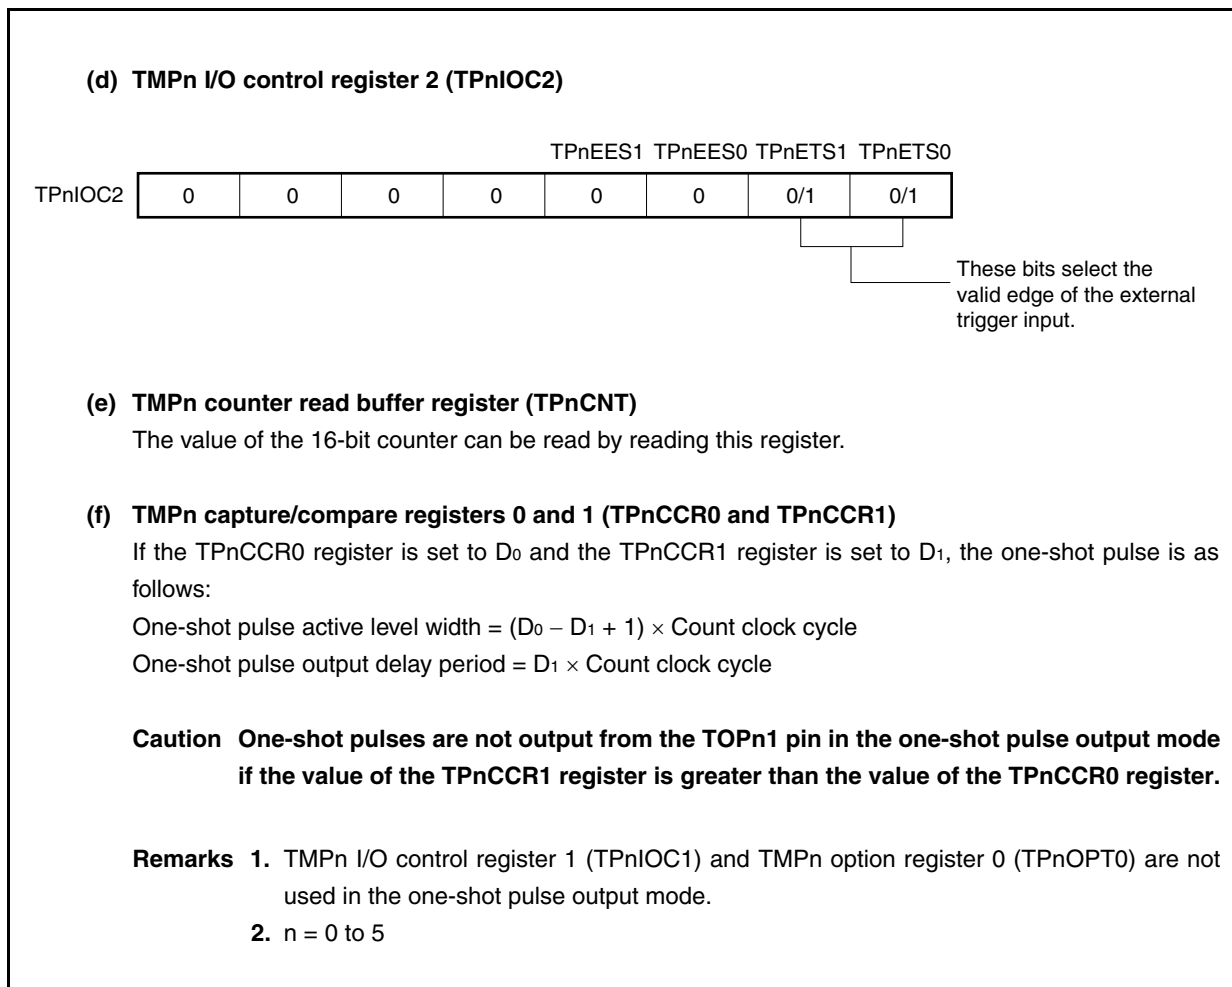 (d) TMPn I/O control register 2 (TPnIOC2)
TPnEES1 TPnEES0 TPnETS1 TPnETS0
TPnIOC2 0 0 0 0 0 0 0/1 0/1
These bits select the
valid edge of the external
trigger input.
(e) TMPn counter read buffer register (TPnCNT)
The value of the 16-bit counter can be read by reading this register.
(f) TMPn capture/compare registers 0 and 1 (TPnCCR0 and TPnCCR1)
If the TPnCCR0 register is set to D0 and the TPnCCR1 register is set to D1, the one-shot pulse is as
follows:
One-shot pulse active level width = (D0 − D1 + 1) × Count clock cycle
One-shot pulse output delay period = D1 × Count clock cycle
Caution One-shot pulses are not output from the TOPn1 pin in the one-shot pulse output mode
if the value of the TPnCCR1 register is greater than the value of the TPnCCR0 register.
Remarks 1. TMPn I/O control register 1 (TPnIOC1) and TMPn option register 0 (TPnOPT0) are not
used in the one-shot pulse output mode.
2. n = 0 to 5